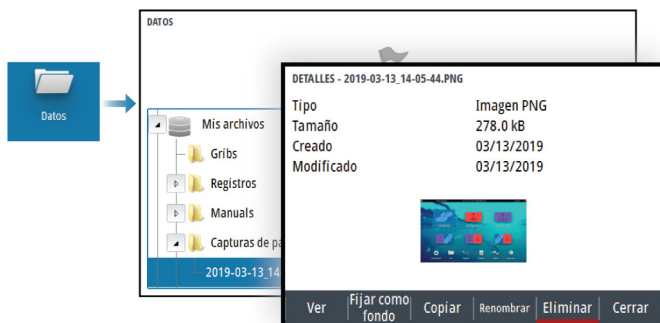 DATOS
Datos
Mis archivos
Gribs
Registros
Manuals
Capturas de pa
2019-03-13_14
DETALLES - 2019-03-13_14-05-44.PNG
Tipo Imagen PNG
Tamaño 278.0 kB
Creado 03/13/2019
Modificado 03/13/2019
Ver
Fijar como
fondo
Copiar
Renombrar
Eliminar
Cerrar